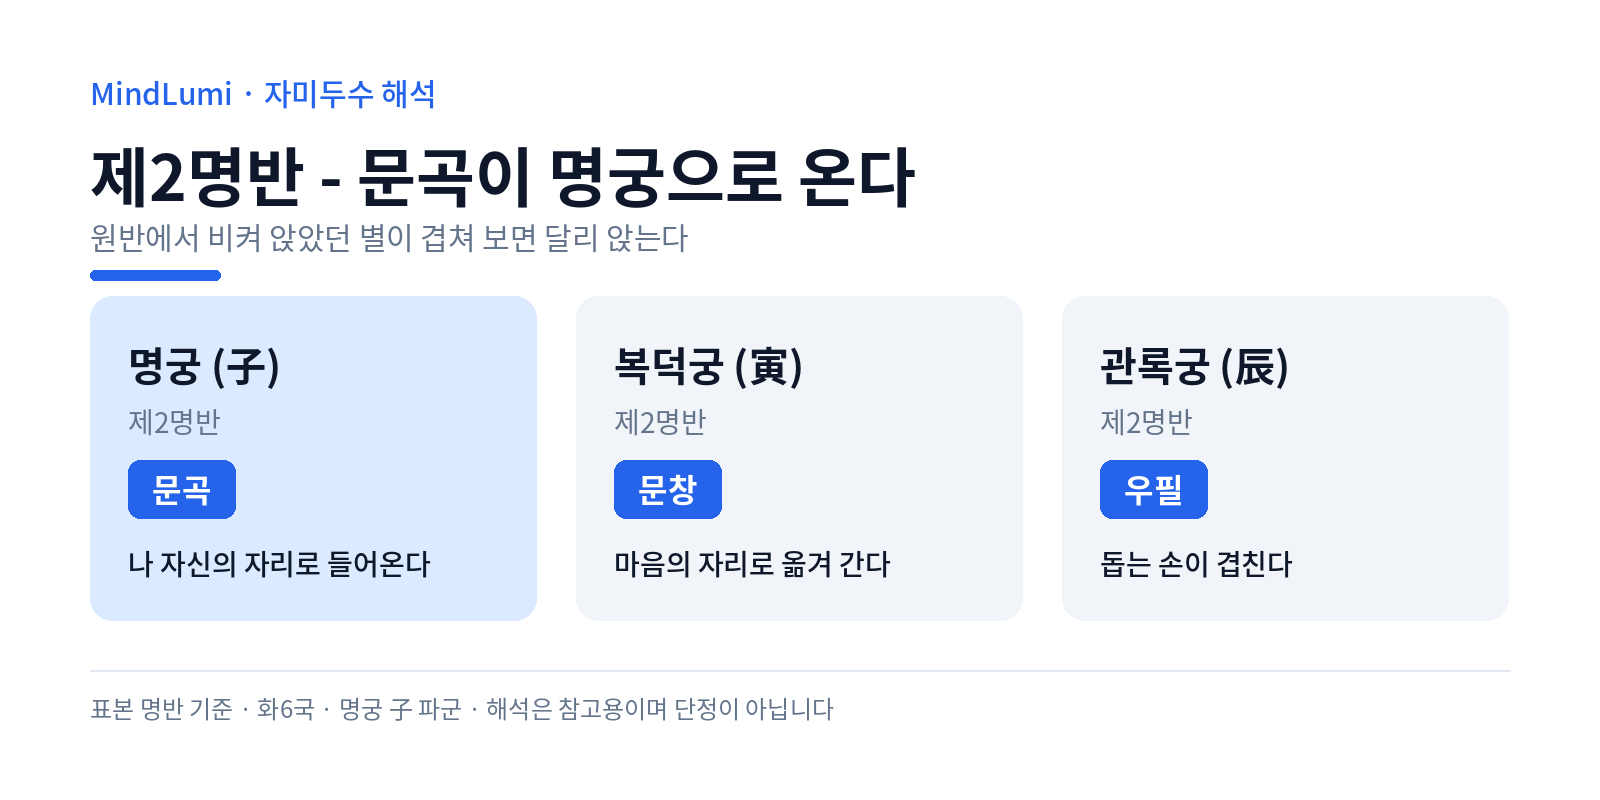 MindLumi · 자미두수 해석
제2명반 - 문곡이 명궁으로 온다
원반에서 비켜 앉았던 별이 겹쳐 보면 달리 앉는다
명궁 (子)
제2명반
문곡
나 자신의 자리로 들어온다
복덕궁 (寅)
제2명반
문창
마음의 자리로 옮겨 간다
관록궁 (辰)
제2명반
우필
돕는 손이 겹친다
표본 명반 기준 · 화6국 · 명궁 子 파군 · 해석은 참고용이며 단정이 아닙니다